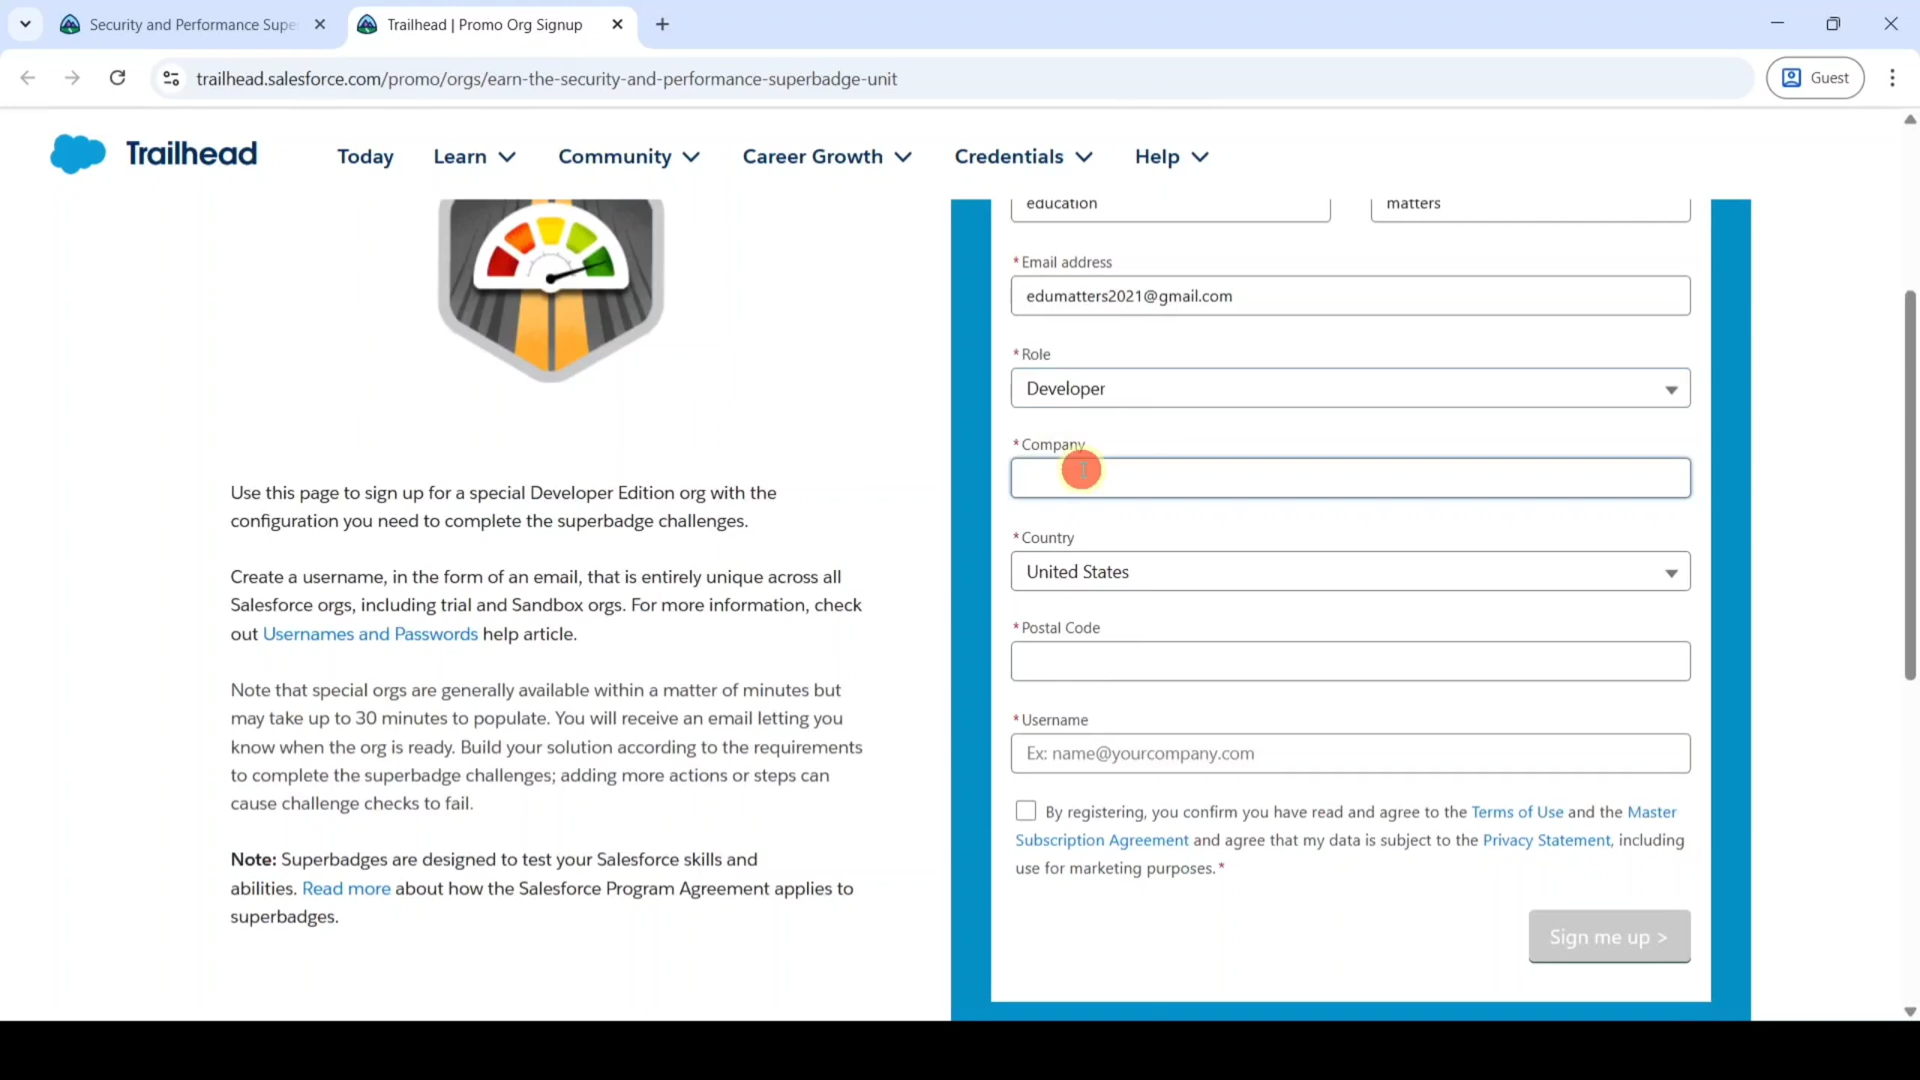 Security and Performance Supe
Trailhead | Promo Org Signup
trailhead.salesforce.com/promo/orgs/earn-the-security-and-performance-superbadge-unit
Guest
Trailhead
Today
Learn
Community
Career Growth
Credentials
Help
education
matters
* Email address
edumatters2021@gmail.com
* Role
Developer
* Company
* Country
United States
* Postal Code
* Username
Ex: name@yourcompany.com
By registering, you confirm you have read and agree to the Terms of Use and the Master
Subscription Agreement and agree that my data is subject to the Privacy Statement, including
use for marketing purposes. *
Sign me up >
Use this page to sign up for a special Developer Edition org with the
configuration you need to complete the superbadge challenges.
Create a username, in the form of an email, that is entirely unique across all
Salesforce orgs, including trial and Sandbox orgs. For more information, check
out Usernames and Passwords help article.
Note that special orgs are generally available within a matter of minutes but
may take up to 30 minutes to populate. You will receive an email letting you
know when the org is ready. Build your solution according to the requirements
to complete the superbadge challenges; adding more actions or steps can
cause challenge checks to fail.
Note: Superbadges are designed to test your Salesforce skills and
abilities. Read more about how the Salesforce Program Agreement applies to
superbadges.